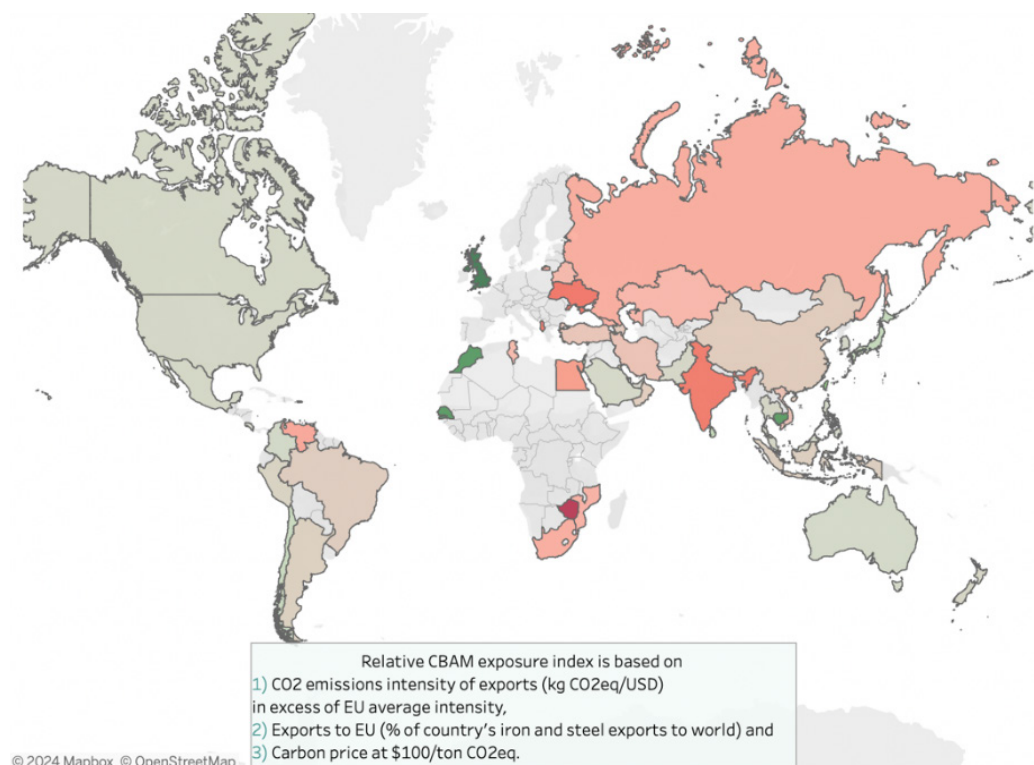 Relative CBAM exposure index is based on
1) CO2 emissions intensity of exports (kg CO2eq/USD)
in excess of EU average intensity,
2) Exports to EU (% of country's iron and steel exports to world) and
3) Carbon price at $100/ton CO2eq.
© 2024 Mapbox © OpenStreetMap